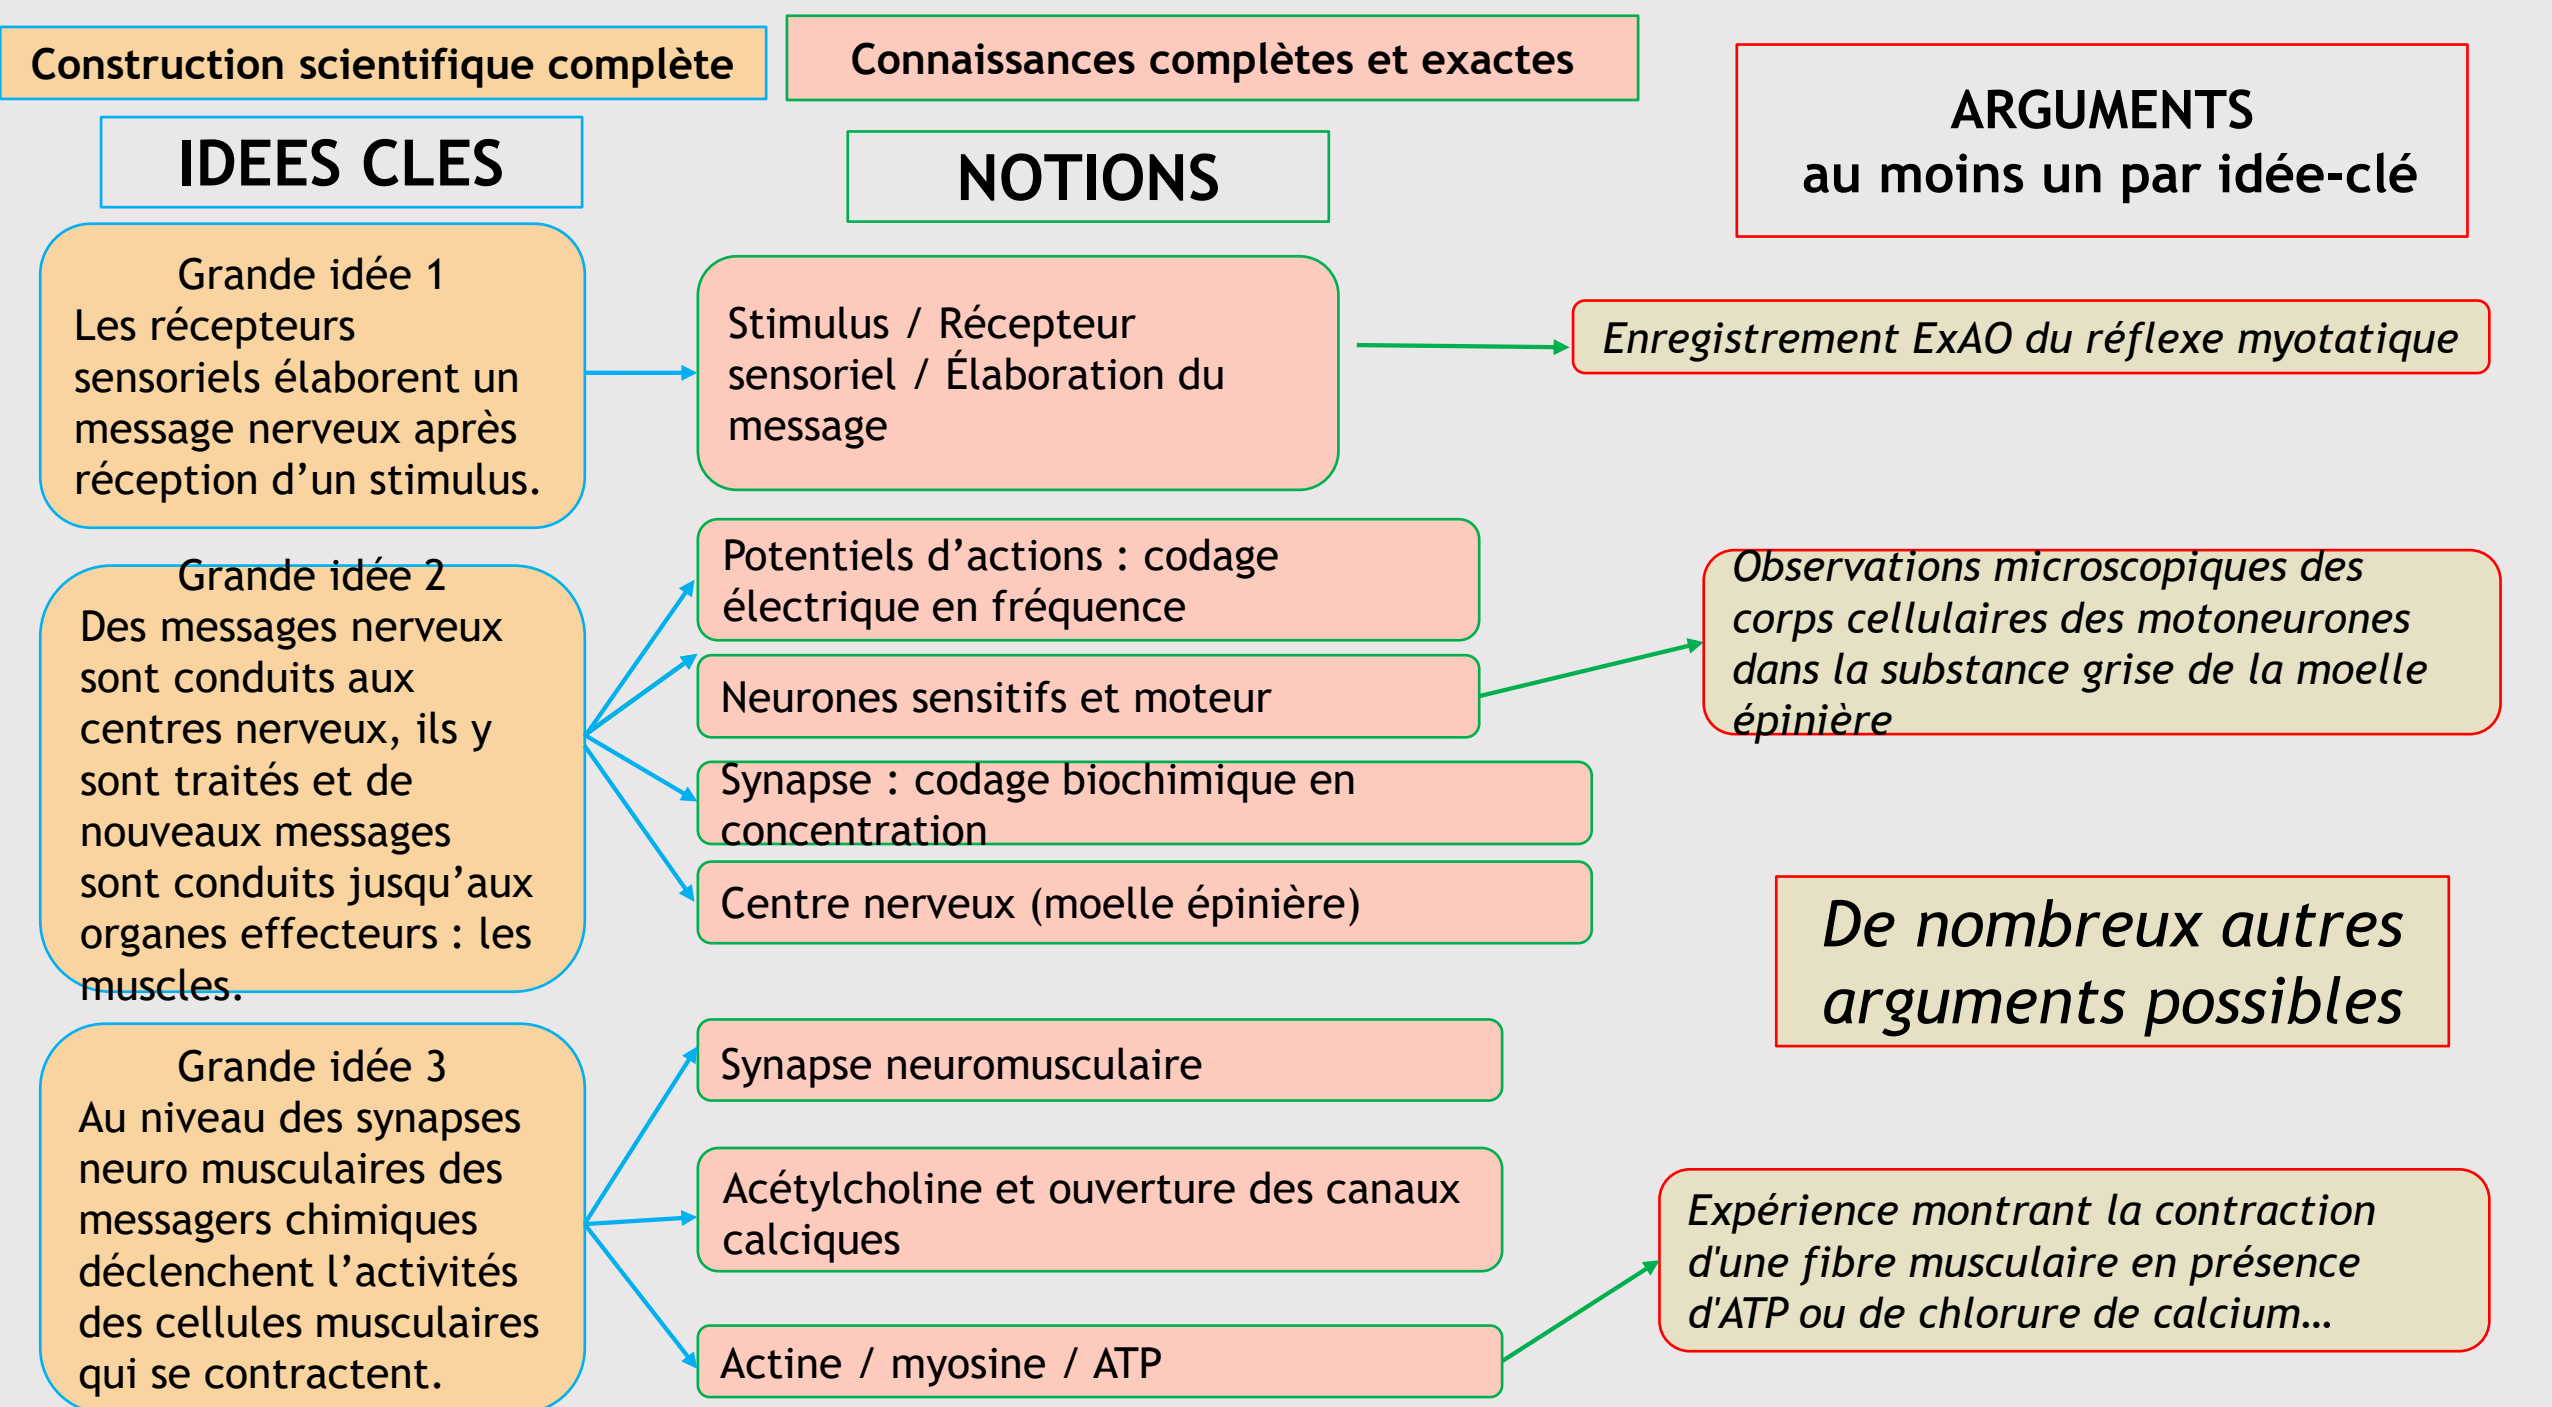 Construction scientifique complète
Connaissances complètes et exactes
IDEES CLES
NOTIONS
ARGUMENTS
au moins un par idée-clé
Grande idée 1
Les récepteurs
sensoriels élaborent un
message nerveux après
réception d’un stimulus.
Stimulus / Récepteur
sensoriel / Élaboration du
message
Enregistrement ExAO du réflexe myotatique
Grande idée 2
Des messages nerveux
sont conduits aux
centres nerveux, ils y
sont traités et de
nouveaux messages
sont conduits jusqu’aux
organes effecteurs : les
muscles.
Potentiels d’actions : codage
électrique en fréquence
Neurones sensitifs et moteur
Synapse : codage biochimique en
concentration
Centre nerveux (moelle épinière)
Observations microscopiques des
corps cellulaires des motoneurones
dans la substance grise de la moelle
épinière
De nombreux autres
arguments possibles
Grande idée 3
Au niveau des synapses
neuro musculaires des
messagers chimiques
déclenchent l’activités
des cellules musculaires
qui se contractent.
Synapse neuromusculaire
Acétylcholine et ouverture des canaux
calciques
Actine / myosine / ATP
Expérience montrant la contraction
d'une fibre musculaire en présence
d'ATP ou de chlorure de calcium…